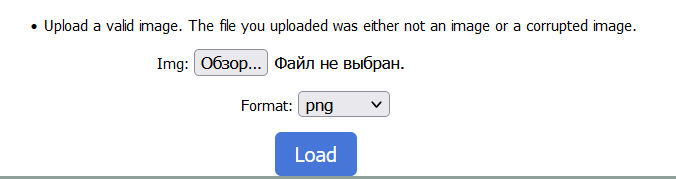 Upload a valid image. The file you uploaded was either not an image or a corrupted image.
Img: Обзор... Файл не выбран.
Format: png
Load